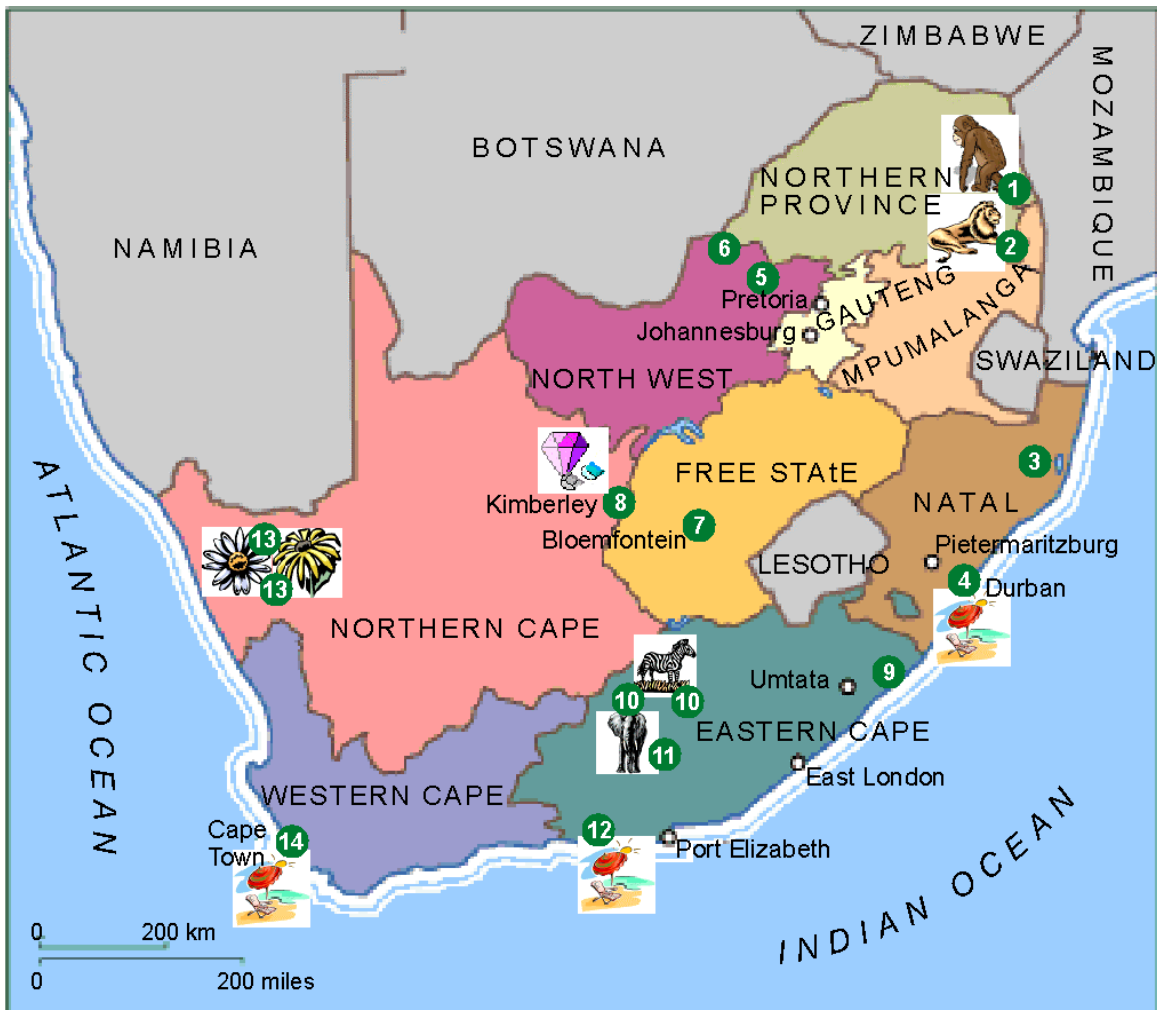 ZIMBABWE
MOZAMBIQUE
BOTSWANA
NORTHERN
PROVINCE
1
NAMIBIA
2
6
5
Pretoria
GAUTENG
Johannesburg
MPUMALANGA
SWAZILAND
NORTH WEST
3
FREE STAtE
NATAL
Kimberley
8
7
Bloemfontein
ATLANTIC OCEAN
13
13
LESOTHO
Pietermaritzburg
4
Durban
NORTHERN CAPE
9
Umtata
10
10
EASTERN CAPE
11
East London
WESTERN CAPE
Cape
Town
14
12
Port Elizabeth
INDIAN OCEAN
0
200 km
0
200 miles